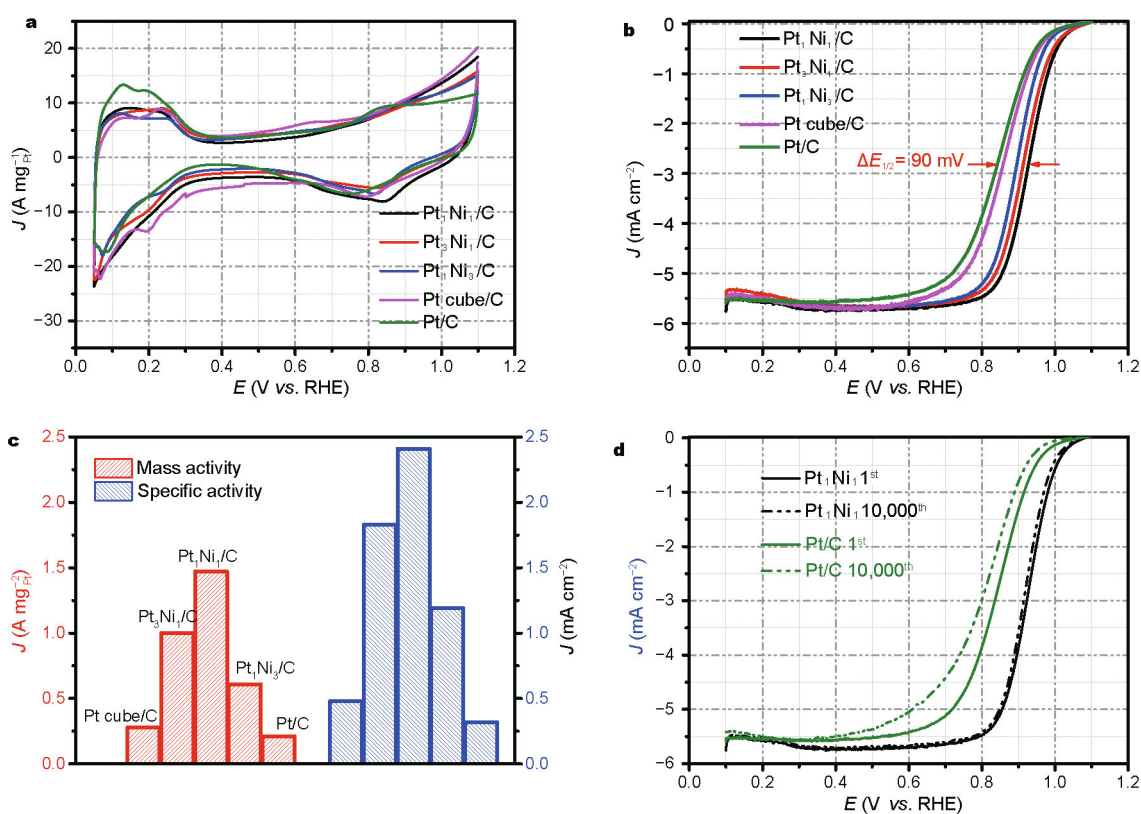 a
J (A mg⁻¹Pt)
20
10
0
−10
−20
−30
Pt₁Ni₁/C
Pt₃Ni₁/C
Pt₁Ni₃/C
Pt cube/C
Pt/C
0.0 0.2 0.4 0.6 0.8 1.0 1.2
E (V vs. RHE)
b
J (mA cm⁻²)
0
−1
−2
−3
−4
−5
−6
Pt₁Ni₁/C
Pt₃Ni₁/C
Pt₁Ni₃/C
Pt cube/C
Pt/C
ΔE₁/₂ = 90 mV
0.0 0.2 0.4 0.6 0.8 1.0 1.2
E (V vs. RHE)
c
J (A mg⁻²Pt)
2.5
2.0
1.5
1.0
0.5
0.0
Mass activity
Specific activity
Pt cube/C
Pt₃Ni₁/C
Pt₁Ni₁/C
Pt₁Ni₃/C
Pt/C
2.5
2.0
1.5
1.0
0.5
0.0
J (mA cm⁻²)
d
J (mA cm⁻²)
0
−1
−2
−3
−4
−5
−6
Pt₁Ni₁ 1ˢᵗ
Pt₁Ni₁ 10,000ᵗʰ
Pt/C 1ˢᵗ
Pt/C 10,000ᵗʰ
0.0 0.2 0.4 0.6 0.8 1.0 1.2
E (V vs. RHE)